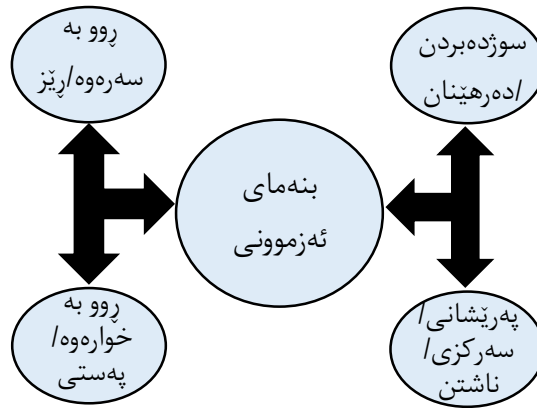 ڕوو بە
سەرەوە/ڕێز
سوژدەبردن
/دەرهێنان
بنەمای
ئەزموونی
ڕوو بە
خوارەوە/
پەستی
پەرێشانی/
سەرکزی/
ناشتن